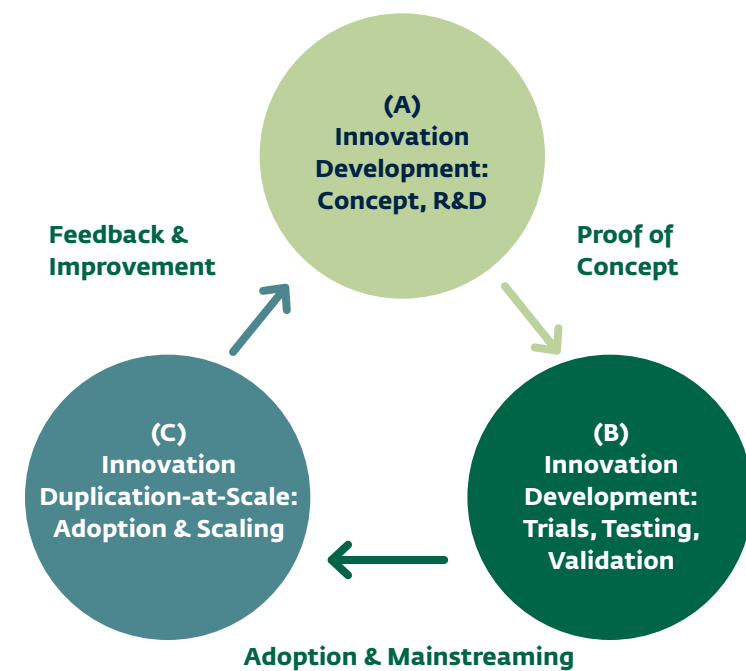 (A)
Innovation
Development:
Concept, R&D
Feedback &
Improvement
Proof of
Concept
(C)
Innovation
Duplication-at-Scale:
Adoption & Scaling
(B)
Innovation
Development:
Trials, Testing,
Validation
Adoption & Mainstreaming